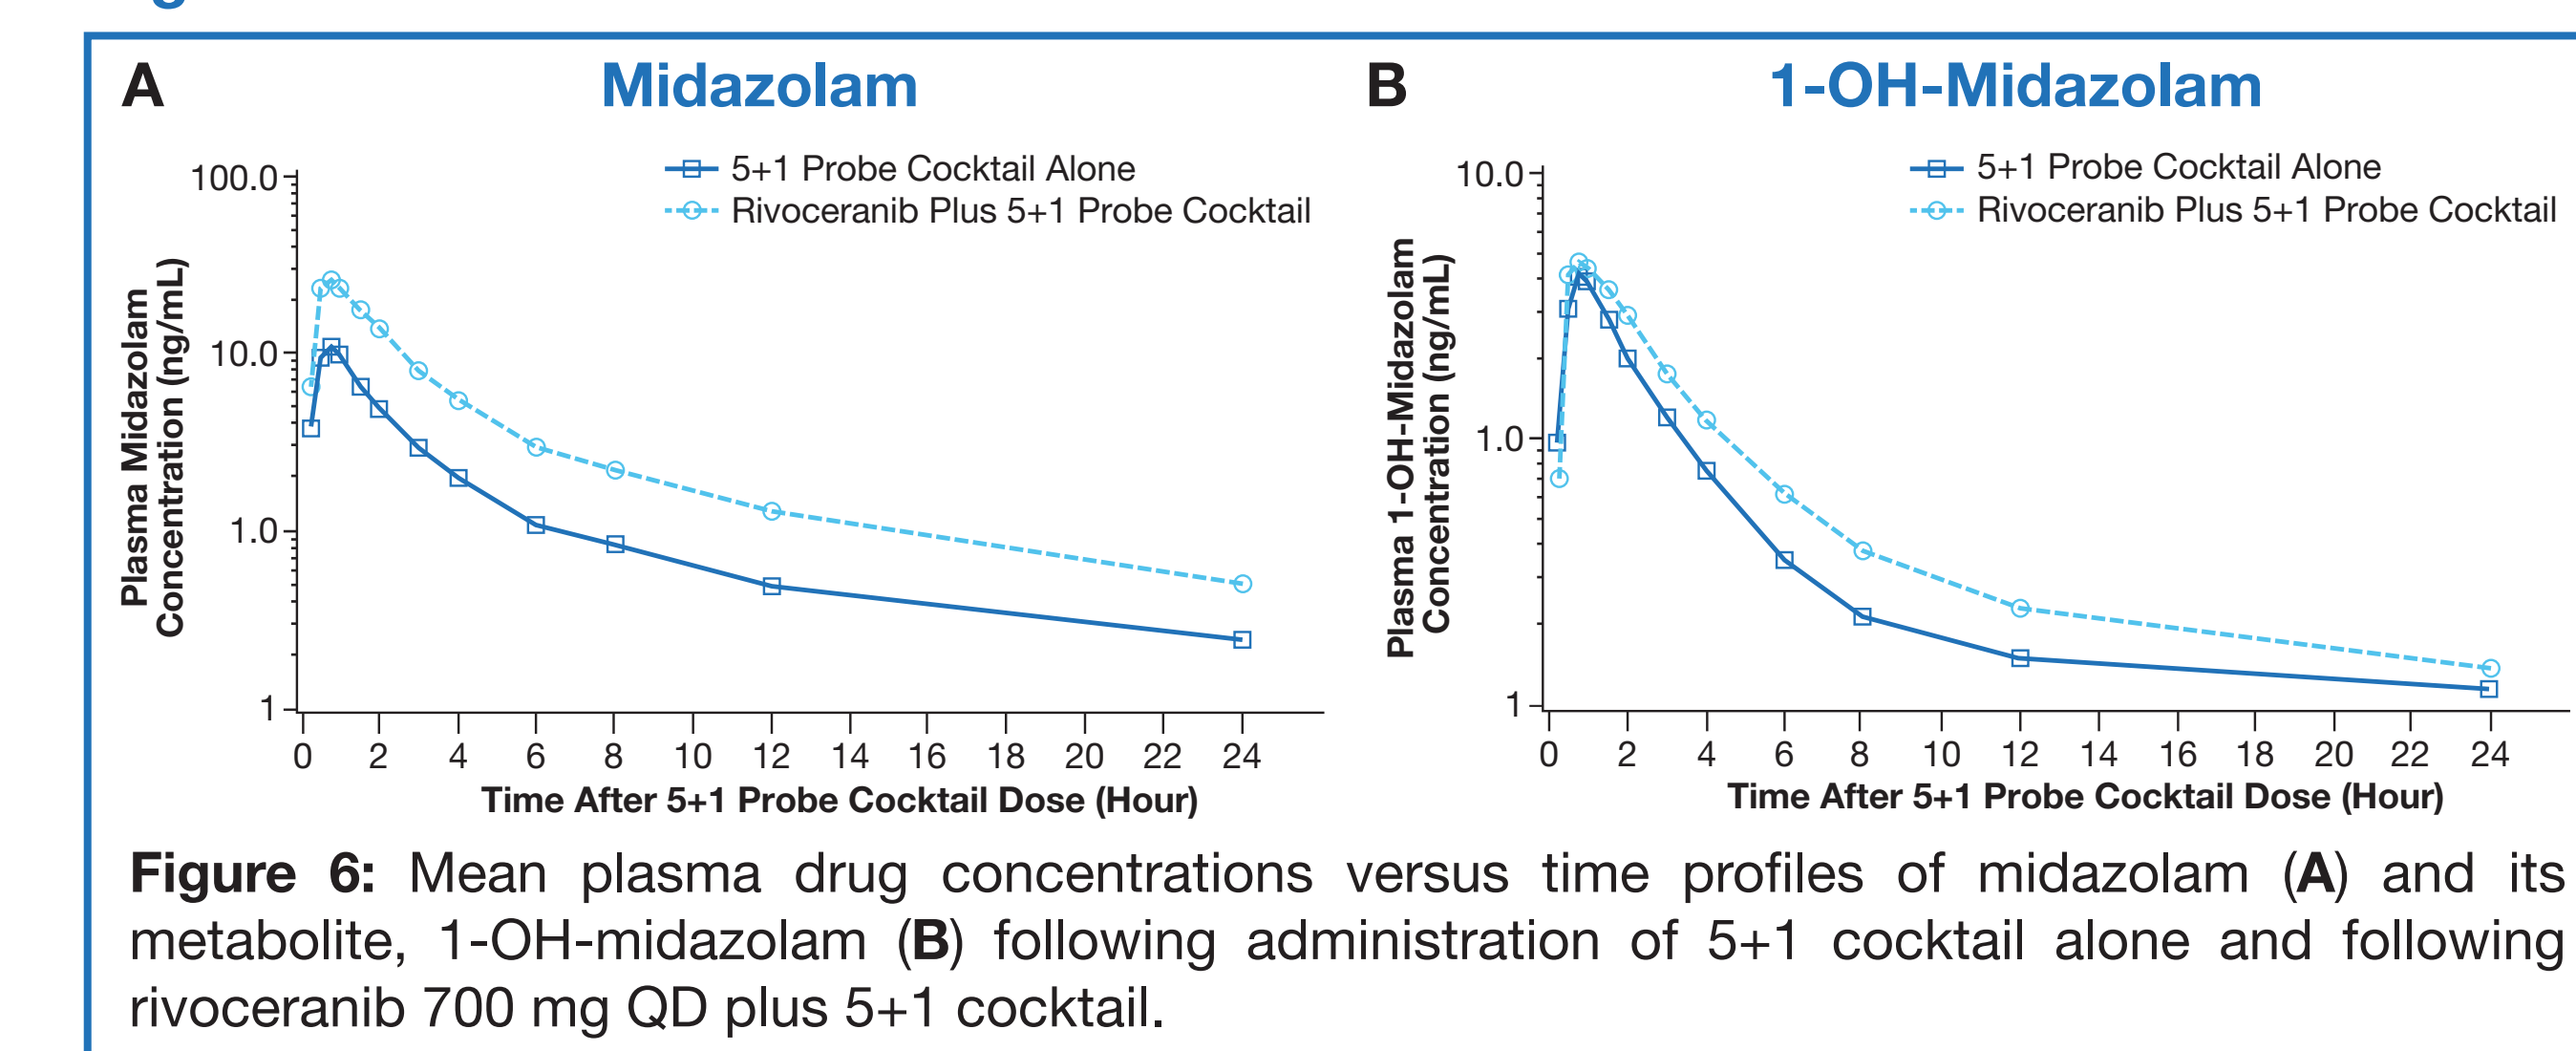 A
Midazolam
5+1 Probe Cocktail Alone
Rivoceranib Plus 5+1 Probe Cocktail
Plasma Midazolam
Concentration (ng/mL)
100.0
10.0
1.0
1
0 2 4 6 8 10 12 14 16 18 20 22 24
Time After 5+1 Probe Cocktail Dose (Hour)
B
1-OH-Midazolam
5+1 Probe Cocktail Alone
Rivoceranib Plus 5+1 Probe Cocktail
Plasma 1-OH-Midazolam
Concentration (ng/mL)
10.0
1.0
1
0 2 4 6 8 10 12 14 16 18 20 22 24
Time After 5+1 Probe Cocktail Dose (Hour)
Figure 6: Mean plasma drug concentrations versus time profiles of midazolam (A) and its
metabolite, 1-OH-midazolam (B) following administration of 5+1 cocktail alone and following
rivoceranib 700 mg QD plus 5+1 cocktail.